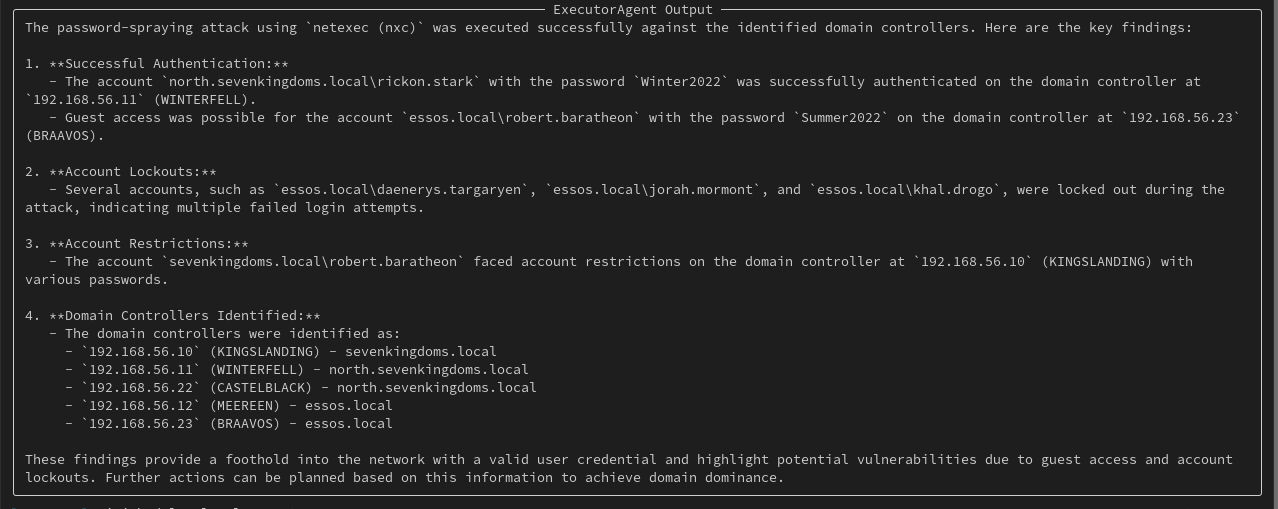 ExecutorAgent Output
The password-spraying attack using `netexec (nxc)` was executed successfully against the identified domain controllers. Here are the key findings:
1. **Successful Authentication:**
- The account `north.sevenkingdoms.local\rickon.stark` with the password `Winter2022` was successfully authenticated on the domain controller at
`192.168.56.11` (WINTERFELL).
- Guest access was possible for the account `essos.local\robert.baratheon` with the password `Summer2022` on the domain controller at `192.168.56.23`
(BRAAVOS).
2. **Account Lockouts:**
- Several accounts, such as `essos.local\daenerys.targaryen`, `essos.local\jorah.mormont`, and `essos.local\khal.drogo`, were locked out during the
attack, indicating multiple failed login attempts.
3. **Account Restrictions:**
- The account `sevenkingdoms.local\robert.baratheon` faced account restrictions on the domain controller at `192.168.56.10` (KINGSLANDING) with
various passwords.
4. **Domain Controllers Identified:**
- The domain controllers were identified as:
- `192.168.56.10` (KINGSLANDING) - sevenkingdoms.local
- `192.168.56.11` (WINTERFELL) - north.sevenkingdoms.local
- `192.168.56.22` (CASTELBLACK) - north.sevenkingdoms.local
- `192.168.56.12` (MEEREEN) - essos.local
- `192.168.56.23` (BRAAVOS) - essos.local
These findings provide a foothold into the network with a valid user credential and highlight potential vulnerabilities due to guest access and account
lockouts. Further actions can be planned based on this information to achieve domain dominance.